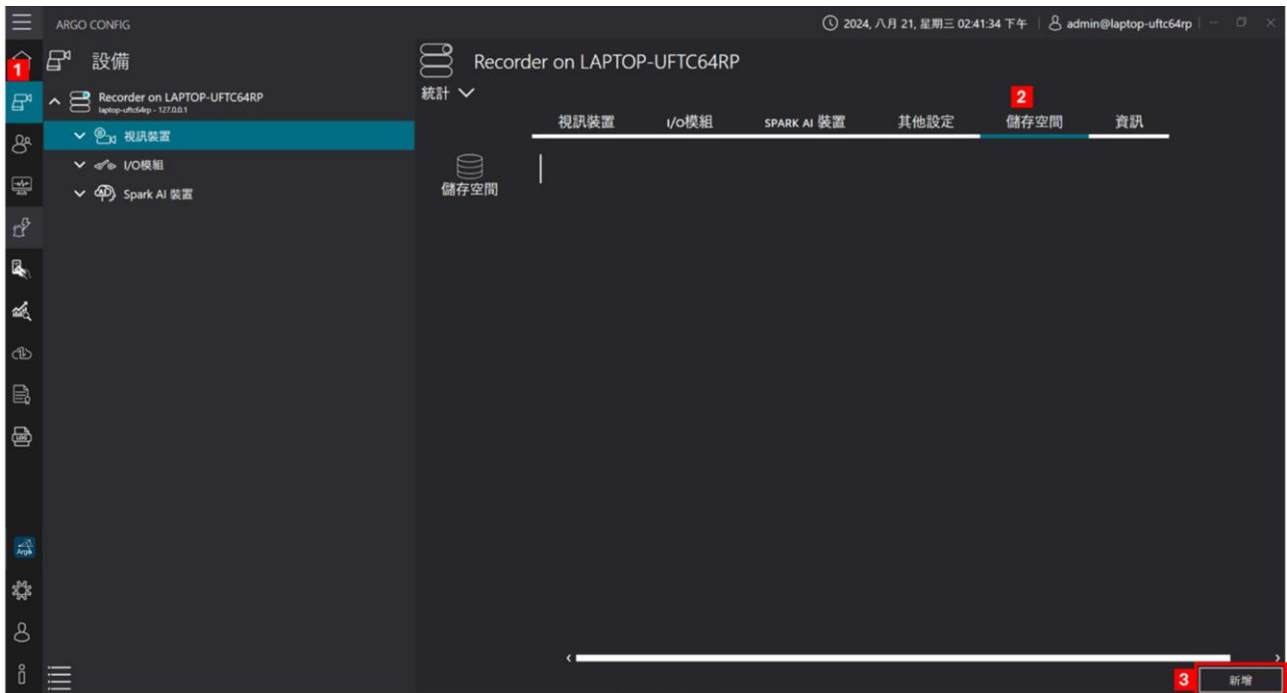 ARGO CONFIG
2024, 八月 21, 星期三 02:41:34 下午
admin@laptop-uftc64rp
1
設備
Recorder on LAPTOP-UFTC64RP
laptop-uftc64rp - 127.0.0.1
視訊裝置
I/O模組
Spark AI 裝置
Recorder on LAPTOP-UFTC64RP
統計
2
視訊裝置
I/O模組
SPARK AI 裝置
其他設定
儲存空間
資訊
儲存空間
LOG
Argo
3
新增